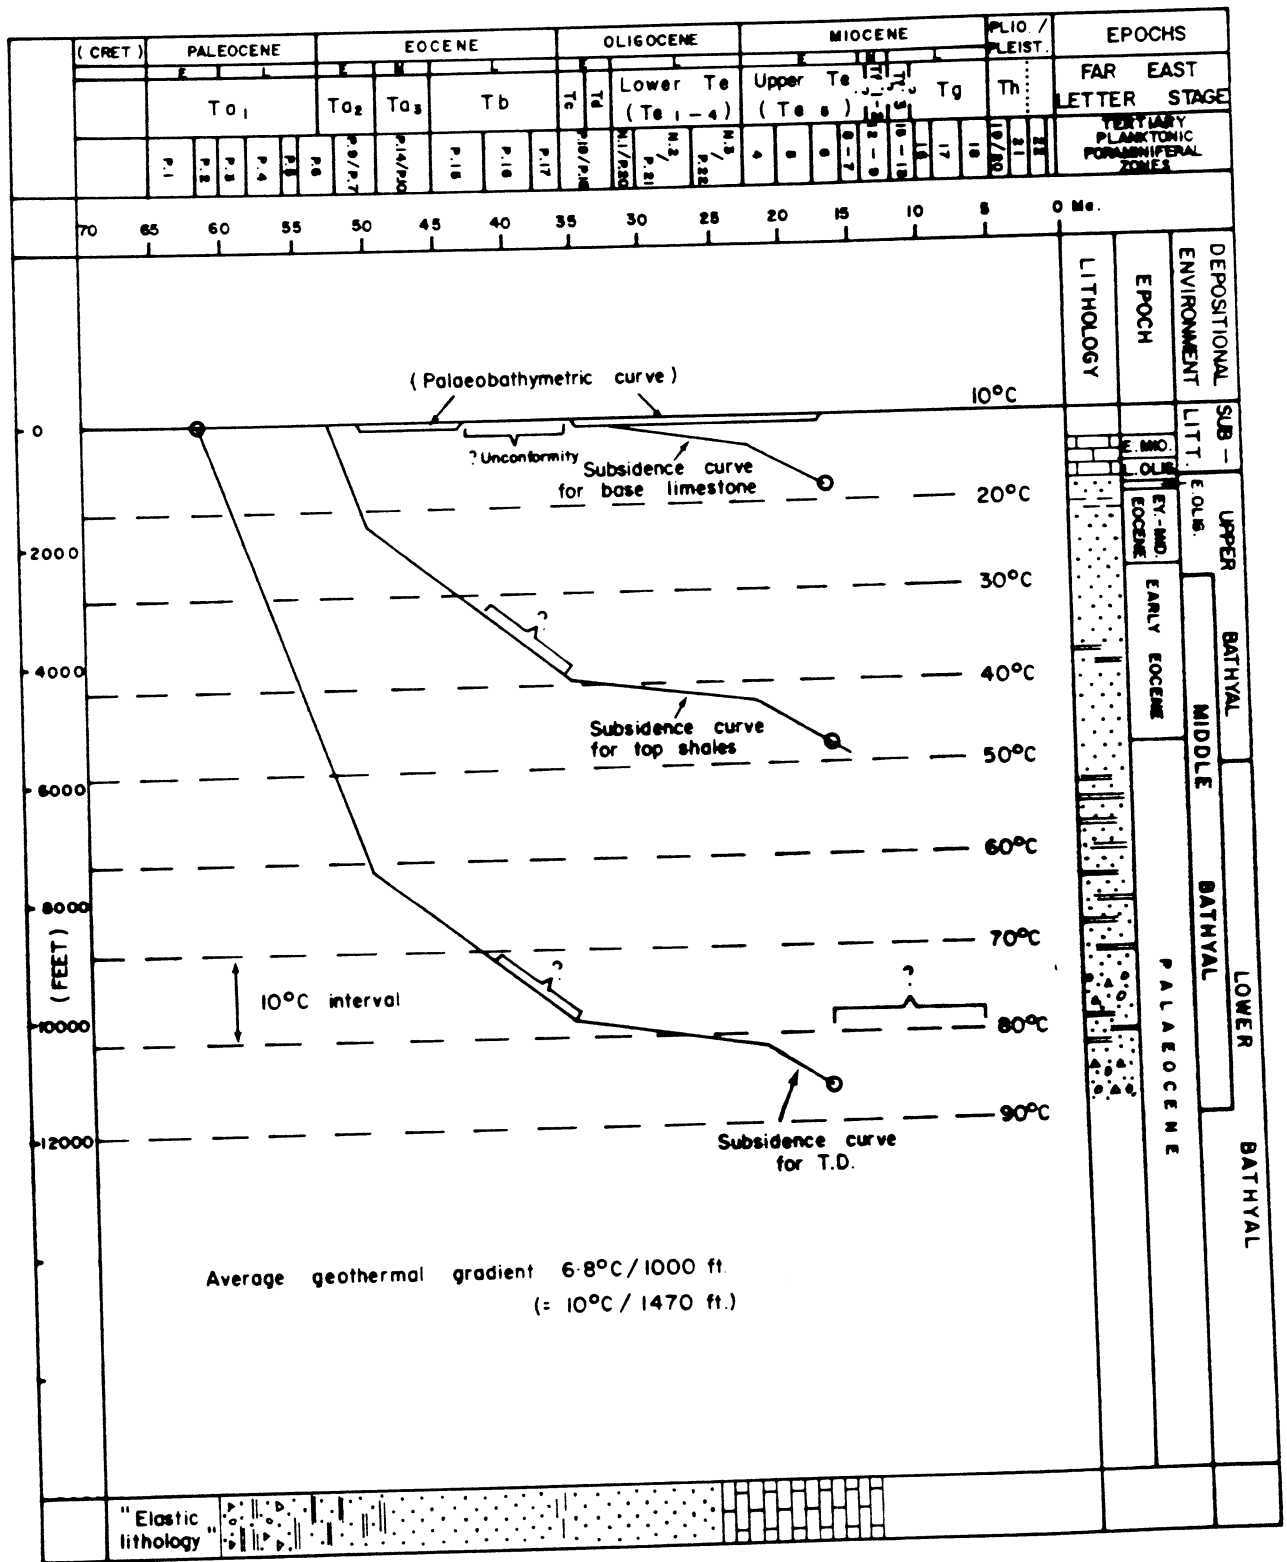 (CRET) PALEOCENE EOCENE OLIGOCENE MIOCENE PLIO./ PLEIST. EPOCHS
E L E M L E L E M L
Ta1 Ta2 Ta3 Tb Tc Td Lower Te (Te 1-4) Upper Te (Te 5) Tg Th
FAR EAST
LETTER STAGE
P.1 P.2 P.3 P.4 P.5 P.6 P.9/P.7 P.14/P.10 P.15 P.16 P.17 P.19/P.18 N.1/P.20 N.2/P.21 N.3/P.22 4 5 6 8-7 16 17 18 19/20 21 22
TERTIARY
PLANKTONIC
FORAMINIFERAL
ZONES
70 65 60 55 50 45 40 35 30 25 20 15 10 5 0 Ma.
LITHOLOGY
EPOCH
DEPOSITIONAL
ENVIRONMENT
(Palaeobathymetric curve)
10°C
0
? Unconformity
Subsidence curve
for base limestone
20°C
SUB-
LITT.
E. MIO.
L. OLIG.
E. OLIG.
2000
30°C
EY.-MID.
EOCENE
UPPER
BATHYAL
?
4000
40°C
EARLY EOCENE
Subsidence curve
for top shales
50°C
MIDDLE
BATHYAL
6000
60°C
8000
70°C
(FEET)
10°C interval
?
?
10000
80°C
PALAEOCENE
LOWER
BATHYAL
90°C
12000
Subsidence curve
for T.D.
Average geothermal gradient 6·8°C/1000 ft.
(= 10°C/1470 ft.)
"Elastic
lithology"